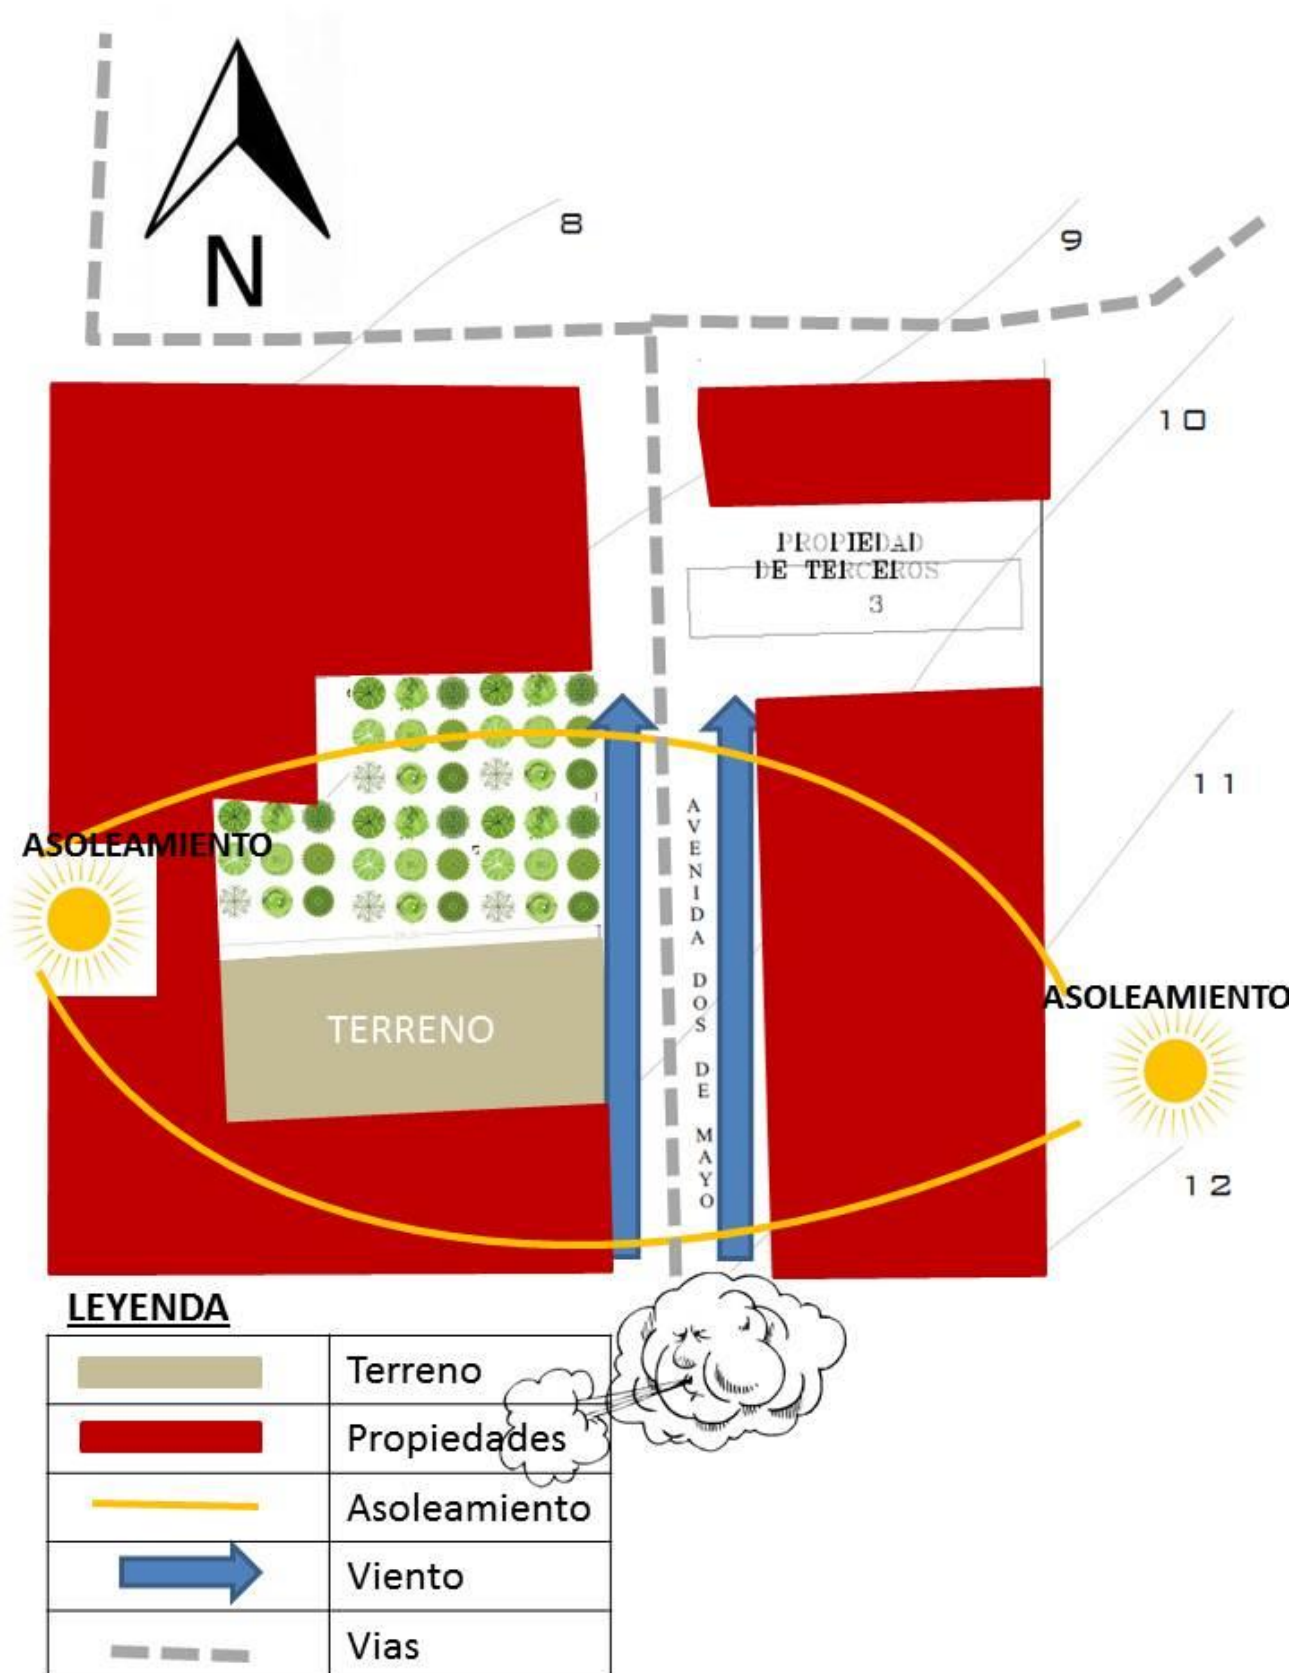 N
8
9
10
PROPIEDAD
DE TERCEROS
3
11
ASOLEAMIENTO
AVENIDA DOS DE MAYO
ASOLEAMIENTO
TERRENO
12
LEYENDA
Terreno
Propiedades
Asoleamiento
Viento
Vias